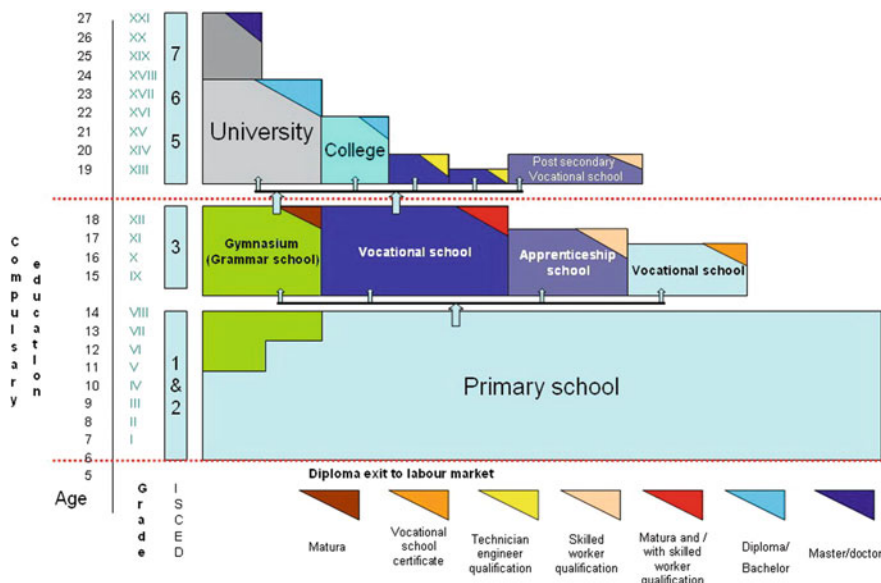 27 XXI
26 XX
25 XIX
24 XVIII
23 XVII
22 XVI
21 XV
20 XIV
19 XIII
7
6
5
University
College
Post secondary
Vocational school
18 XII
17 XI
16 X
15 IX
3
Gymnasium
(Grammar school)
Vocational school
Apprenticeship
school
Vocational school
Compulsary
education
14 VIII
13 VII
12 VI
11 V
10 IV
9 III
8 II
7 I
6
5
1
&
2
Primary school
Age
Grade
ISCED
Diploma exit to labour market
Matura
Vocational
school
certificate
Technician
engineer
qualification
Skilled
worker
qualification
Matura and /
with skilled
worker
qualification
Diploma/
Bachelor
Master/doctor